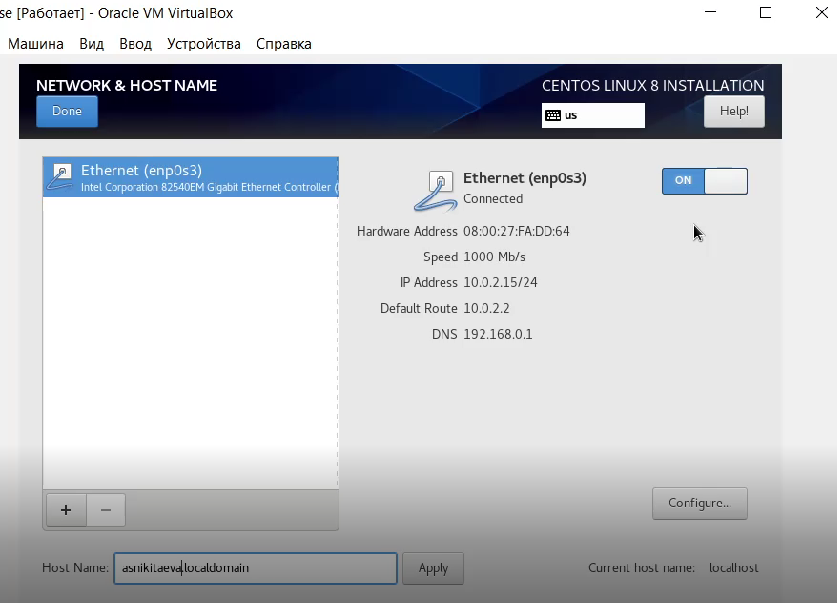 se [Работает] - Oracle VM VirtualBox
Машина Вид Ввод Устройства Справка
NETWORK & HOST NAME
CENTOS LINUX 8 INSTALLATION
Done
us
Help!
Ethernet (enp0s3)
Intel Corporation 82540EM Gigabit Ethernet Controller (
Ethernet (enp0s3)
Connected
ON
Hardware Address 08:00:27:FA:DD:64
Speed 1000 Mb/s
IP Address 10.0.2.15/24
Default Route 10.0.2.2
DNS 192.168.0.1
+ −
Configure...
Host Name: asnikitaeva.localdomain Apply Current host name: localhost